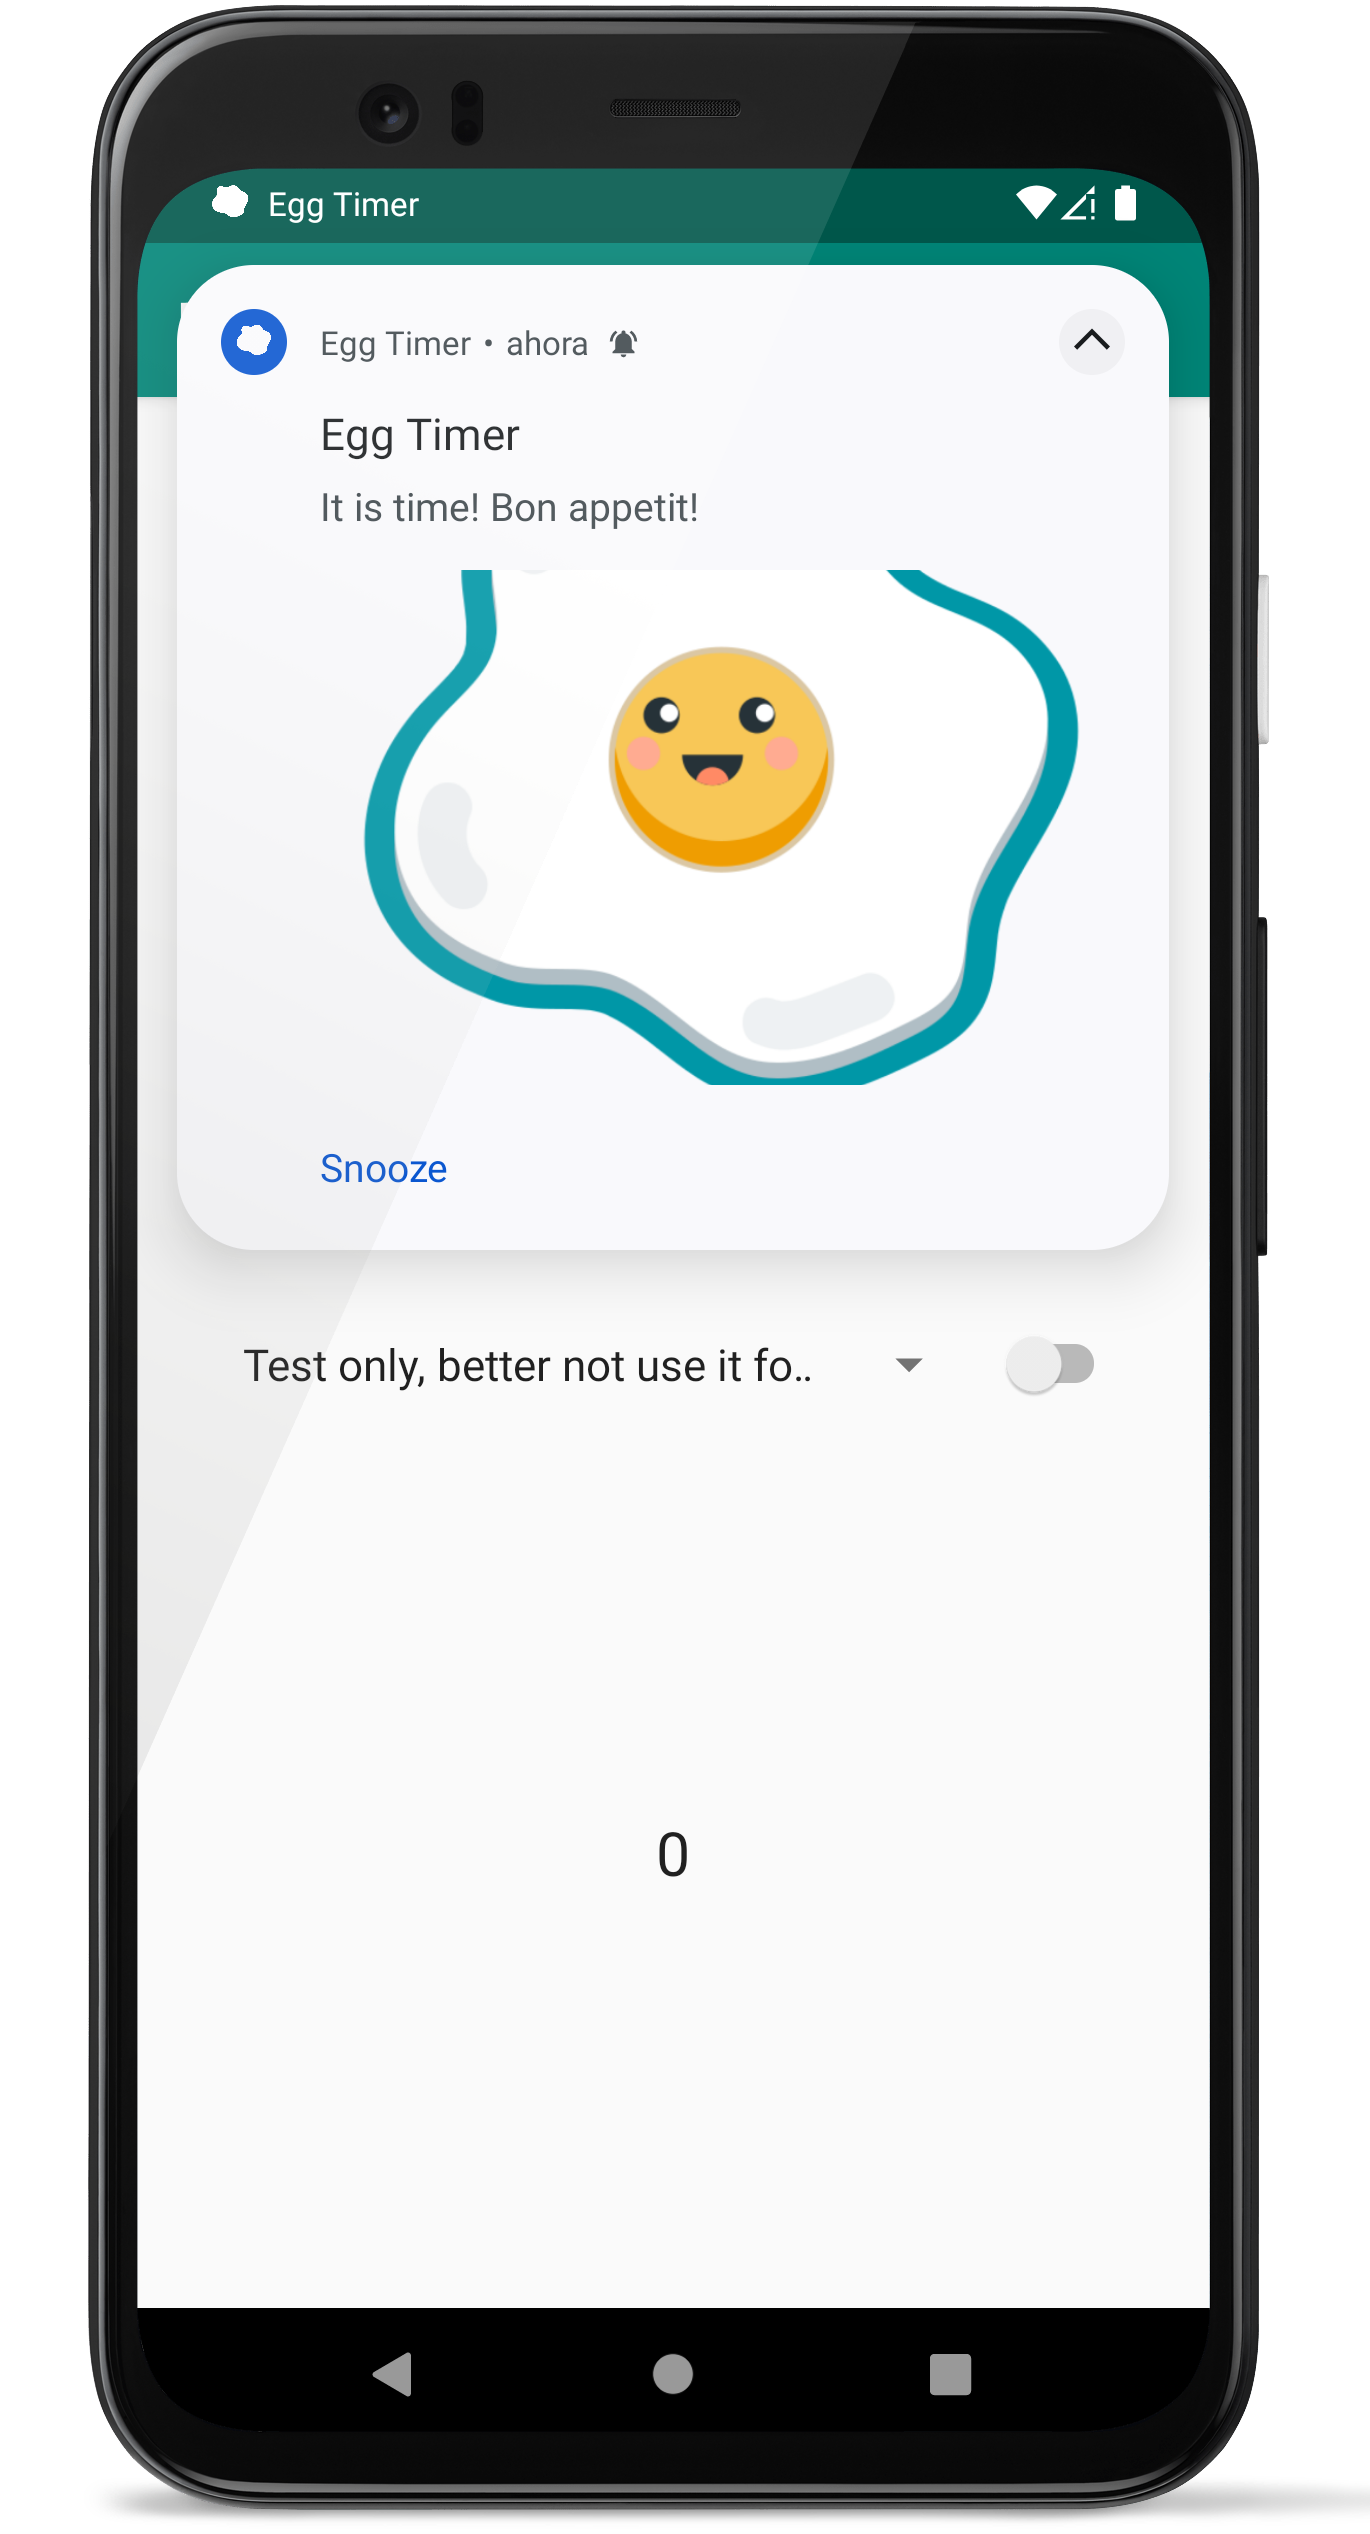 Egg Timer
Egg Timer • ahora
Egg Timer
It is time! Bon appetit!
Snooze
Test only, better not use it fo..
0